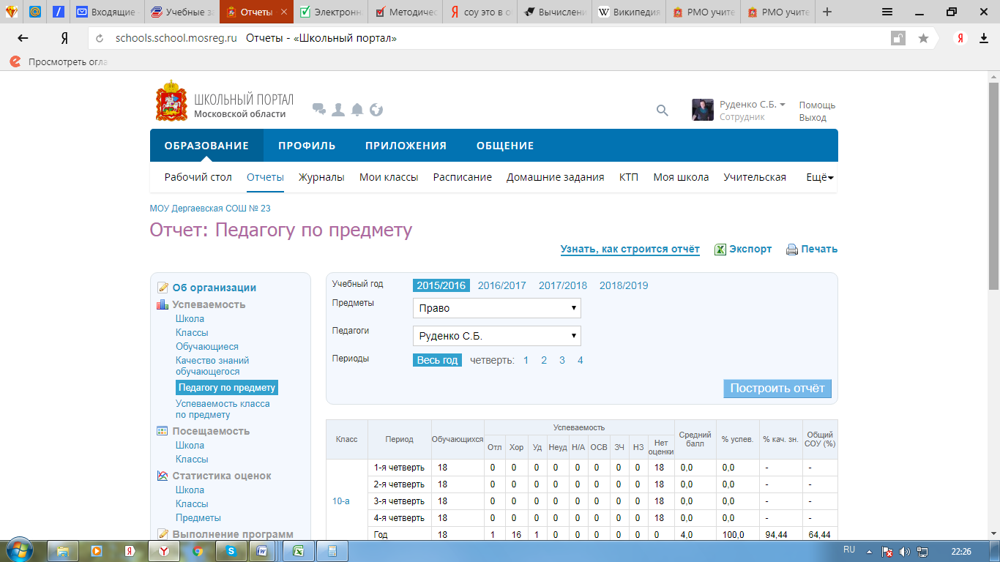 Входящие
Учебные за
Отчеты
Электронн
Методичес
соу это в о
Вычислени
Википедия
РМО учите
РМО учите
schools.school.mosreg.ru Отчеты - «Школьный портал»
Просмотреть огла
ШКОЛЬНЫЙ ПОРТАЛ
Московской области
Руденко С.Б.
Сотрудник
Помощь
Выход
ОБРАЗОВАНИЕ ПРОФИЛЬ ПРИЛОЖЕНИЯ ОБЩЕНИЕ
Рабочий стол Отчеты Журналы Мои классы Расписание Домашние задания КТП Моя школа Учительская Ещё
МОУ Дергаевская СОШ № 23
Отчет: Педагогу по предмету
Узнать, как строится отчёт Экспорт Печать
Об организации
Успеваемость
Школа
Классы
Обучающиеся
Качество знаний
обучающегося
Педагогу по предмету
Успеваемость класса
по предмету
Посещаемость
Школа
Классы
Статистика оценок
Школа
Классы
Предметы
Выполнение программ
Учебный год 2015/2016 2016/2017 2017/2018 2018/2019
Предметы Право
Педагоги Руденко С.Б.
Периоды Весь год четверть: 1 2 3 4
Построить отчёт
Класс Период Обучающихся Успеваемость Средний балл % успев. % кач. зн. Общий СОУ (%)
Отл Хор Уд Неуд Н/А ОСВ ЗЧ НЗ Нет оценки
10-а
1-я четверть 18 0 0 0 0 0 0 0 0 18 0,0 0,0 - -
2-я четверть 18 0 0 0 0 0 0 0 0 18 0,0 0,0 - -
3-я четверть 18 0 0 0 0 0 0 0 0 18 0,0 0,0 - -
4-я четверть 18 0 0 0 0 0 0 0 0 18 0,0 0,0 - -
Год 18 1 16 1 0 0 0 0 0 0 4,0 100,0 94,44 64,44
RU 22:26